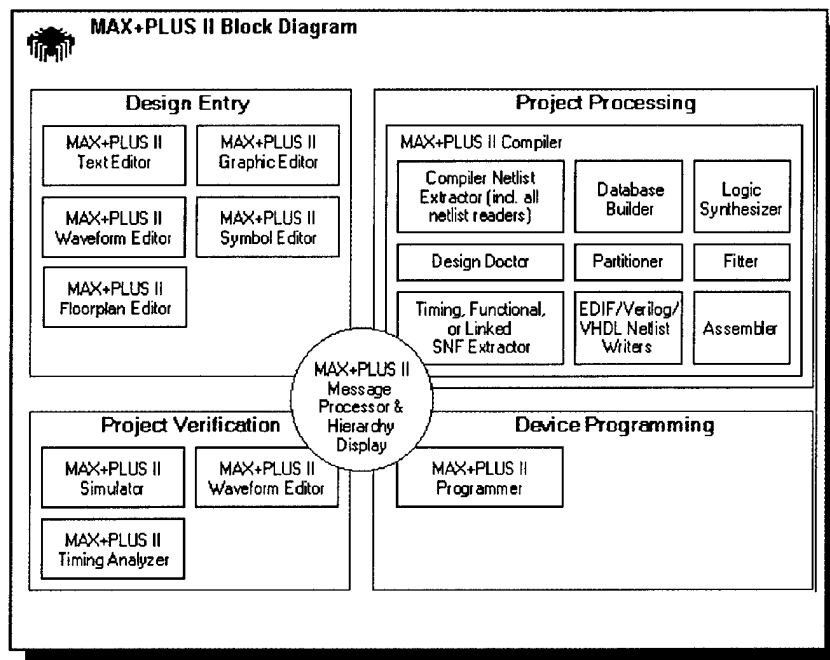 MAX+PLUS II Block Diagram
Design Entry
MAX+PLUS II
Text Editor
MAX+PLUS II
Graphic Editor
MAX+PLUS II
Waveform Editor
MAX+PLUS II
Symbol Editor
MAX+PLUS II
Floorplan Editor
Project Processing
MAX+PLUS II Compiler
Compiler Netlist
Extractor (incl. all
netlist readers)
Database
Builder
Logic
Synthesizer
Design Doctor
Partitioner
Fitter
Timing, Functional,
or Linked
SNF Extractor
EDIF/Verilog/
VHDL Netlist
Writers
Assembler
MAX+PLUS II
Message
Processor &
Hierarchy
Display
Project Verification
MAX+PLUS II
Simulator
MAX+PLUS II
Waveform Editor
MAX+PLUS II
Timing Analyzer
Device Programming
MAX+PLUS II
Programmer